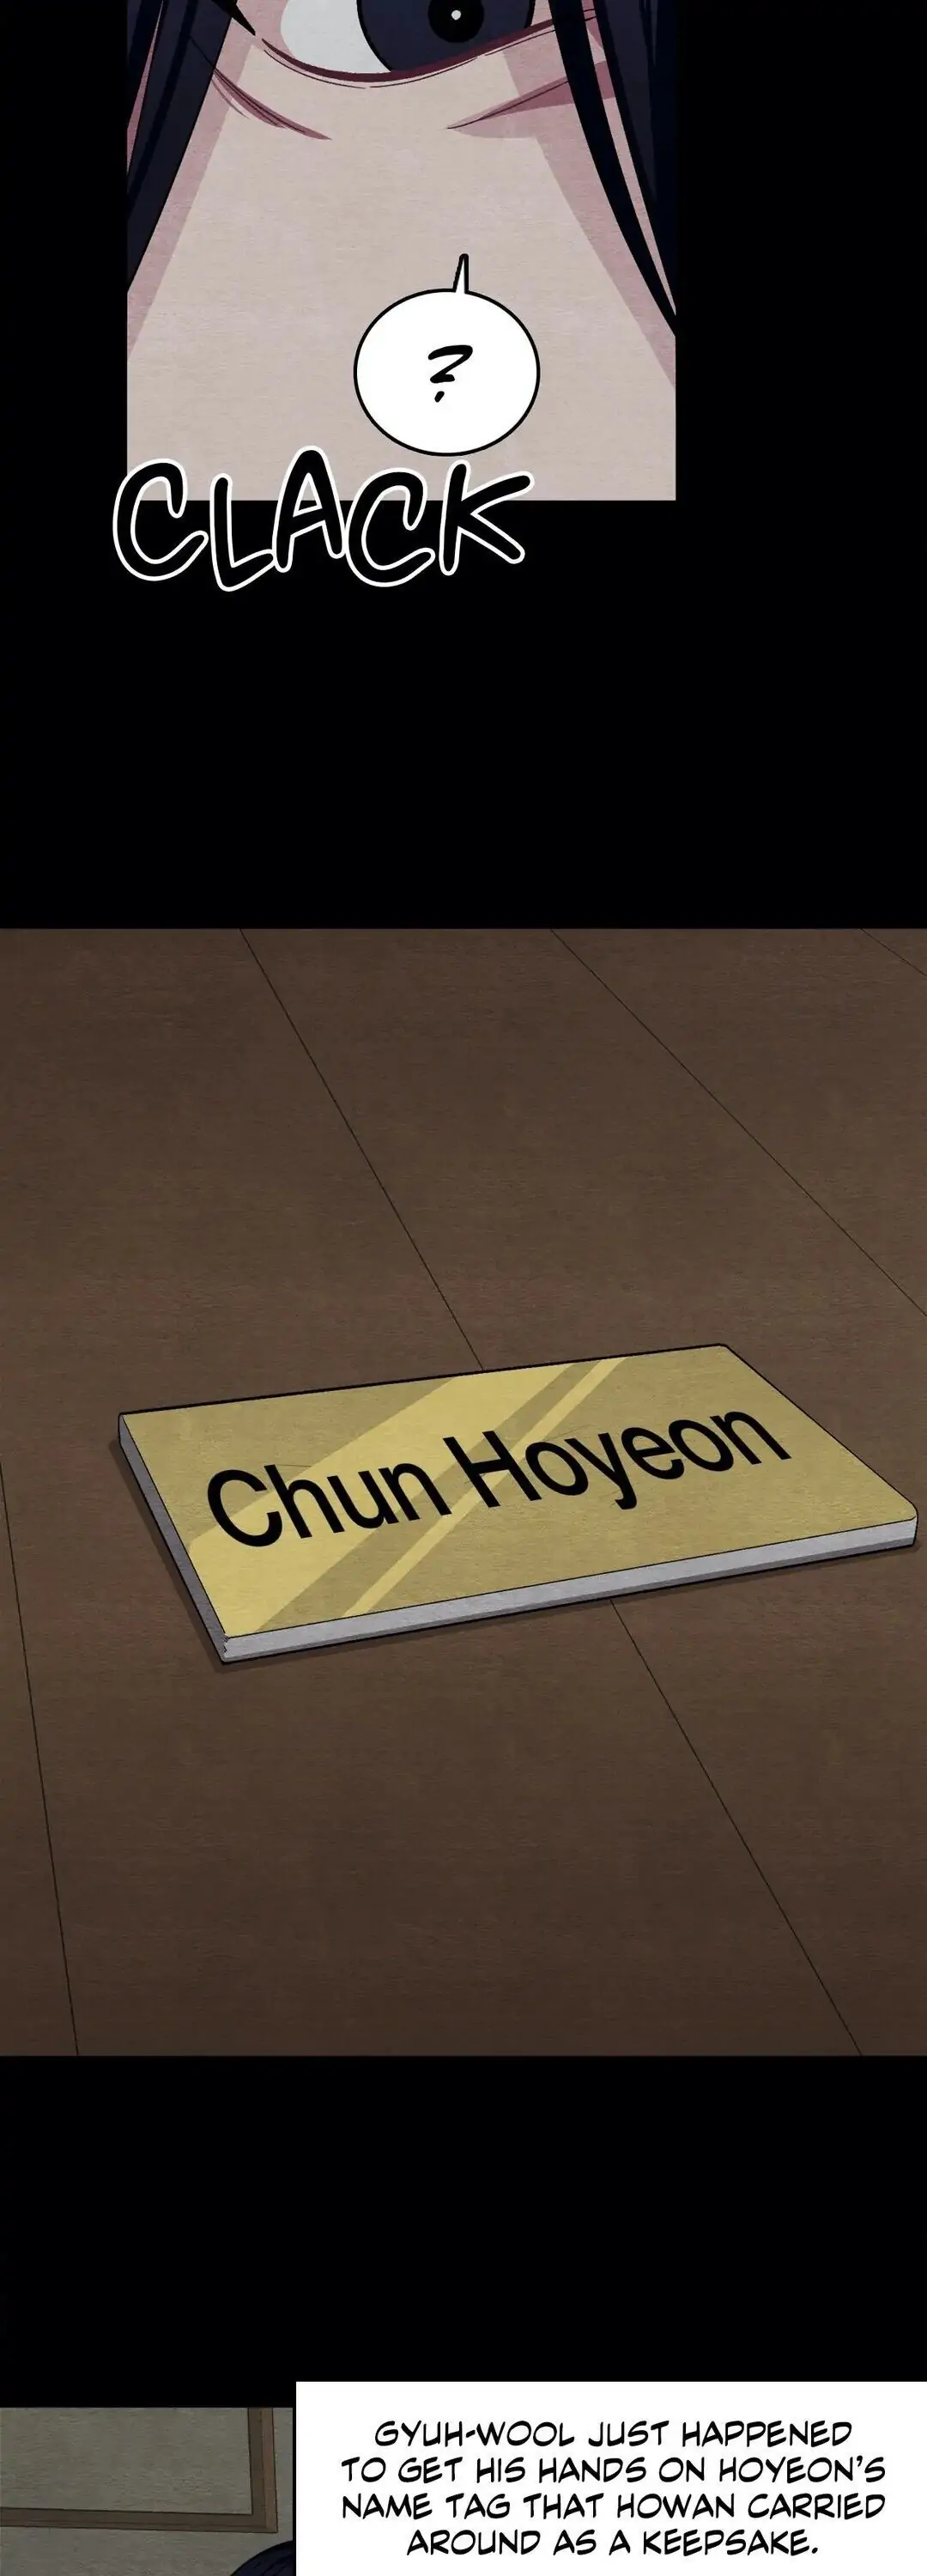 ?
CLACK
Chun Hoyeon
GYUH-WOOL JUST HAPPENED
TO GET HIS HANDS ON HOYEON'S
NAME TAG THAT HOWAN CARRIED
AROUND AS A KEEPSAKE.